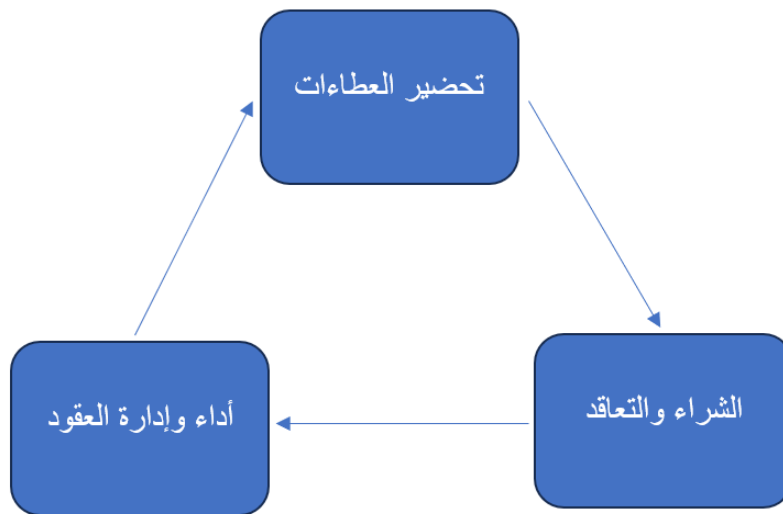 تحضير العطاءات
الشراء والتعاقد
أداء وإدارة العقود